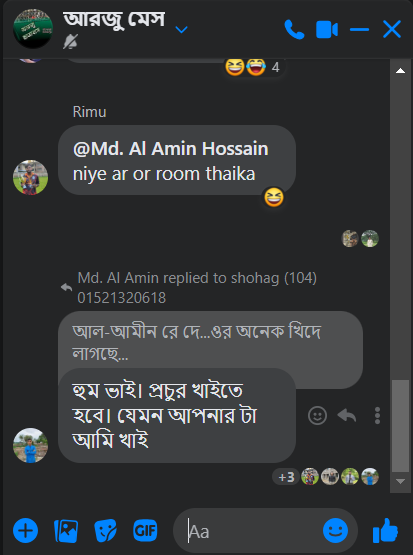 আরজু মেস
4
Rimu
@Md. Al Amin Hossain
niye ar or room thaika
Md. Al Amin replied to shohag (104)
01521320618
আল-আমীন রে দে...ওর অনেক খিদে
লাগছে...
হুম ভাই। প্রচুর খাইতে
হবে। যেমন আপনার টা
আমি খাই
+3
GIF
Aa